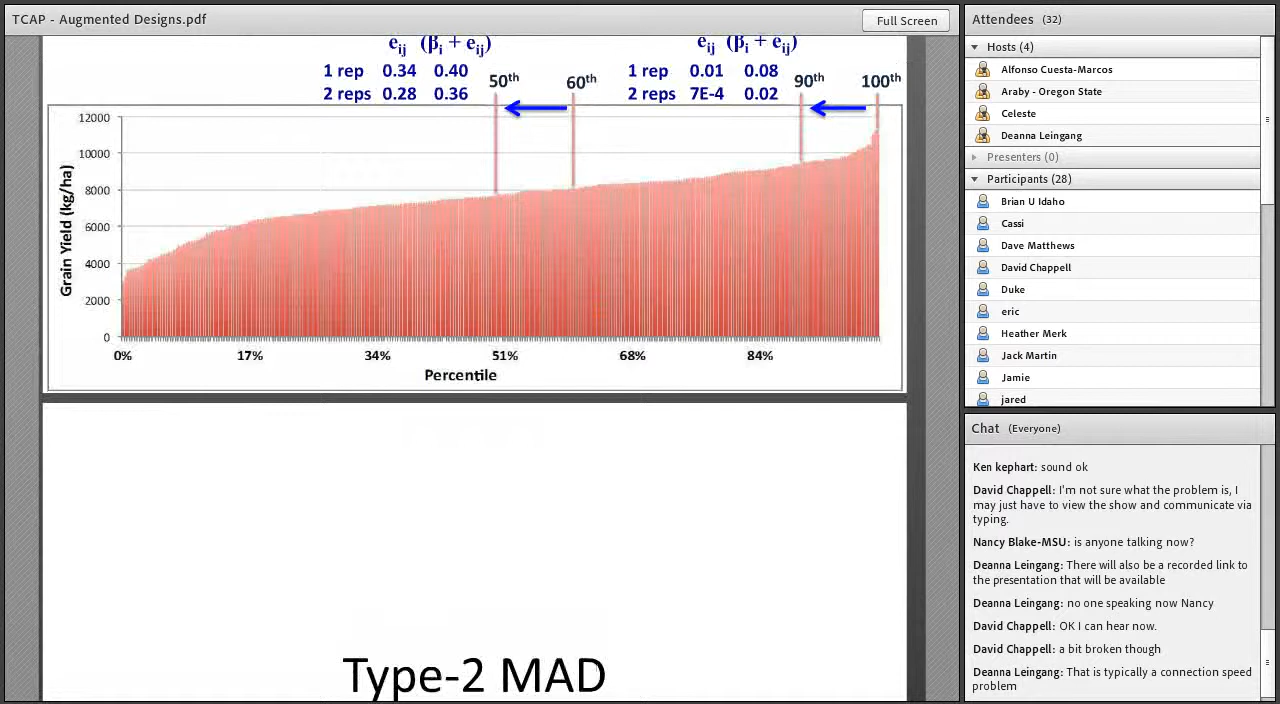 TCAP - Augmented Designs.pdf
Full Screen
eij (βi + eij)
1 rep 0.34 0.40
2 reps 0.28 0.36
50th
60th
eij (βi + eij)
1 rep 0.01 0.08
2 reps 7E-4 0.02
90th
100th
12000
10000
8000
6000
4000
2000
0
Grain Yield (kg/ha)
0% 17% 34% 51% 68% 84%
Percentile
Type-2 MAD
Attendees (32)
Hosts (4)
Alfonso Cuesta-Marcos
Araby - Oregon State
Celeste
Deanna Leingang
Presenters (0)
Participants (28)
Brian U Idaho
Cassi
Dave Matthews
David Chappell
Duke
eric
Heather Merk
Jack Martin
Jamie
jared
Chat (Everyone)
Ken kephart: sound ok
David Chappell: I'm not sure what the problem is, I
may just have to view the show and communicate via
typing.
Nancy Blake-MSU: is anyone talking now?
Deanna Leingang: There will also be a recorded link to
the presentation that will be available
Deanna Leingang: no one speaking now Nancy
David Chappell: OK I can hear now.
David Chappell: a bit broken though
Deanna Leingang: That is typically a connection speed
problem